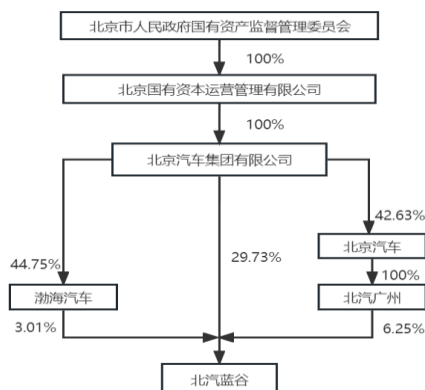 北京市人民政府国有资产监督管理委员会
100%
北京国有资本运营管理有限公司
100%
北京汽车集团有限公司
42.63%
北京汽车
29.73%
44.75%
100%
渤海汽车
北汽广州
3.01%
6.25%
北汽蓝谷